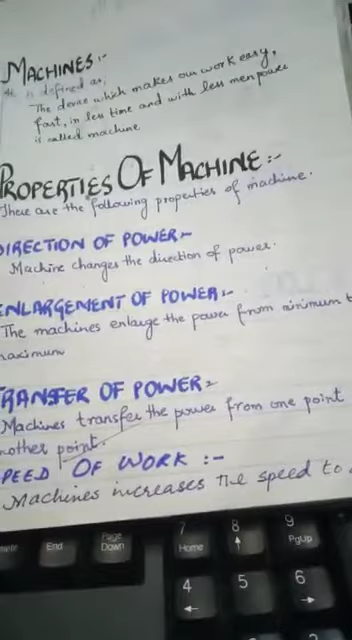 MACHINES:-
It is defined as,
The device which makes our work easy,
fast, in less time and with less menpower
is called machine
PROPERTIES OF MACHINE:-
There are the following properties of machine.
DIRECTION OF POWER:-
Machine changes the direction of power.
ENLARGEMENT OF POWER:-
The machines enlarge the power from minimum t
maximum
TRANSFER OF POWER:-
Machines transfer the power from one point
nother point.
PEED OF WORK :-
Machines increases the speed to
End
Page
Down
7
Home
8
↑
9
PgUp
4
←
5
6
→